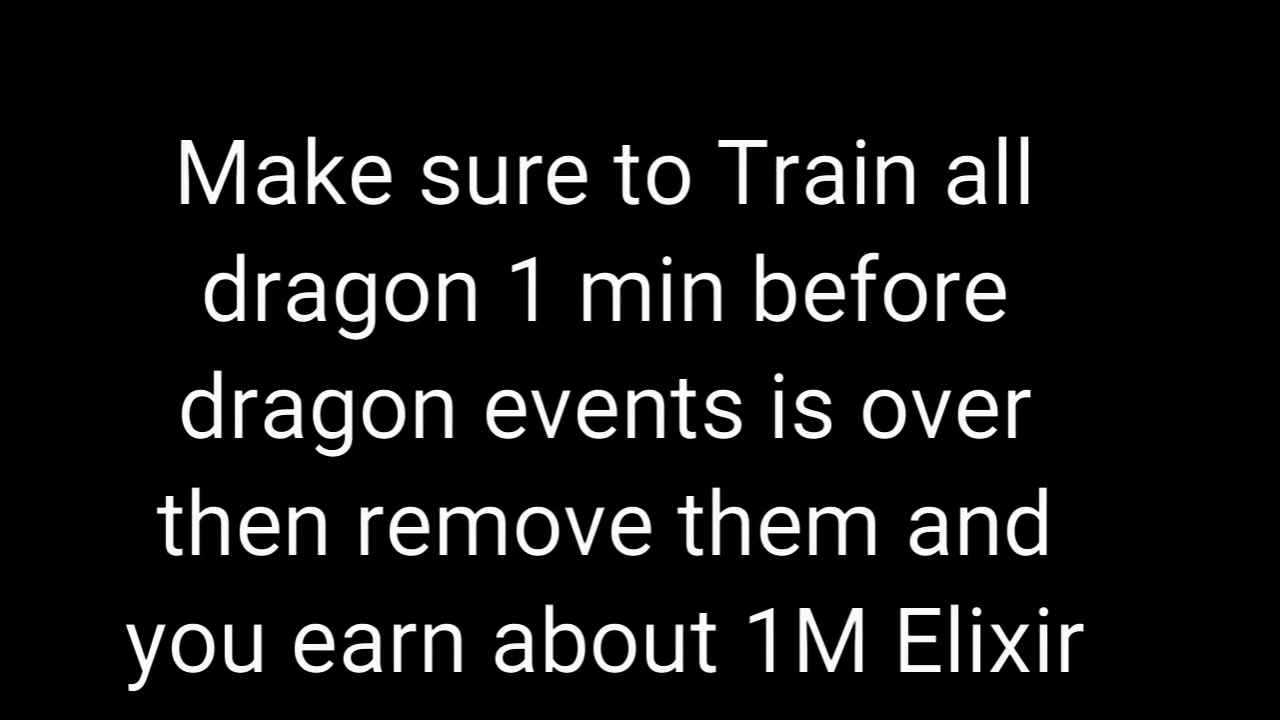 Make sure to Train all
dragon 1 min before
dragon events is over
then remove them and
you earn about 1M Elixir